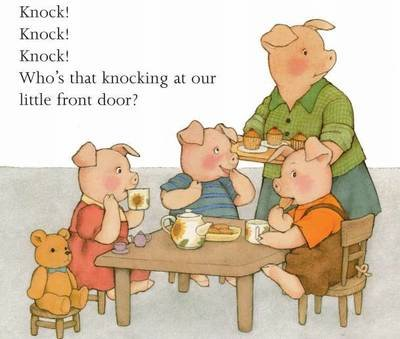 Knock!
Knock!
Knock!
Who's that knocking at our
little front door?